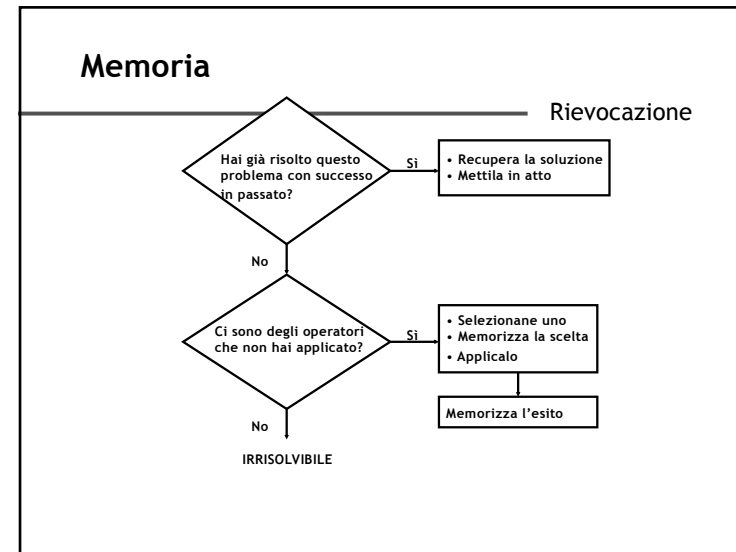 Memoria
Rievocazione
Hai già risolto questo
problema con successo
in passato?
Sì
• Recupera la soluzione
• Mettila in atto
No
Ci sono degli operatori
che non hai applicato?
Sì
• Selezionane uno
• Memorizza la scelta
• Applicalo
Memorizza l’esito
No
IRRISOLVIBILE